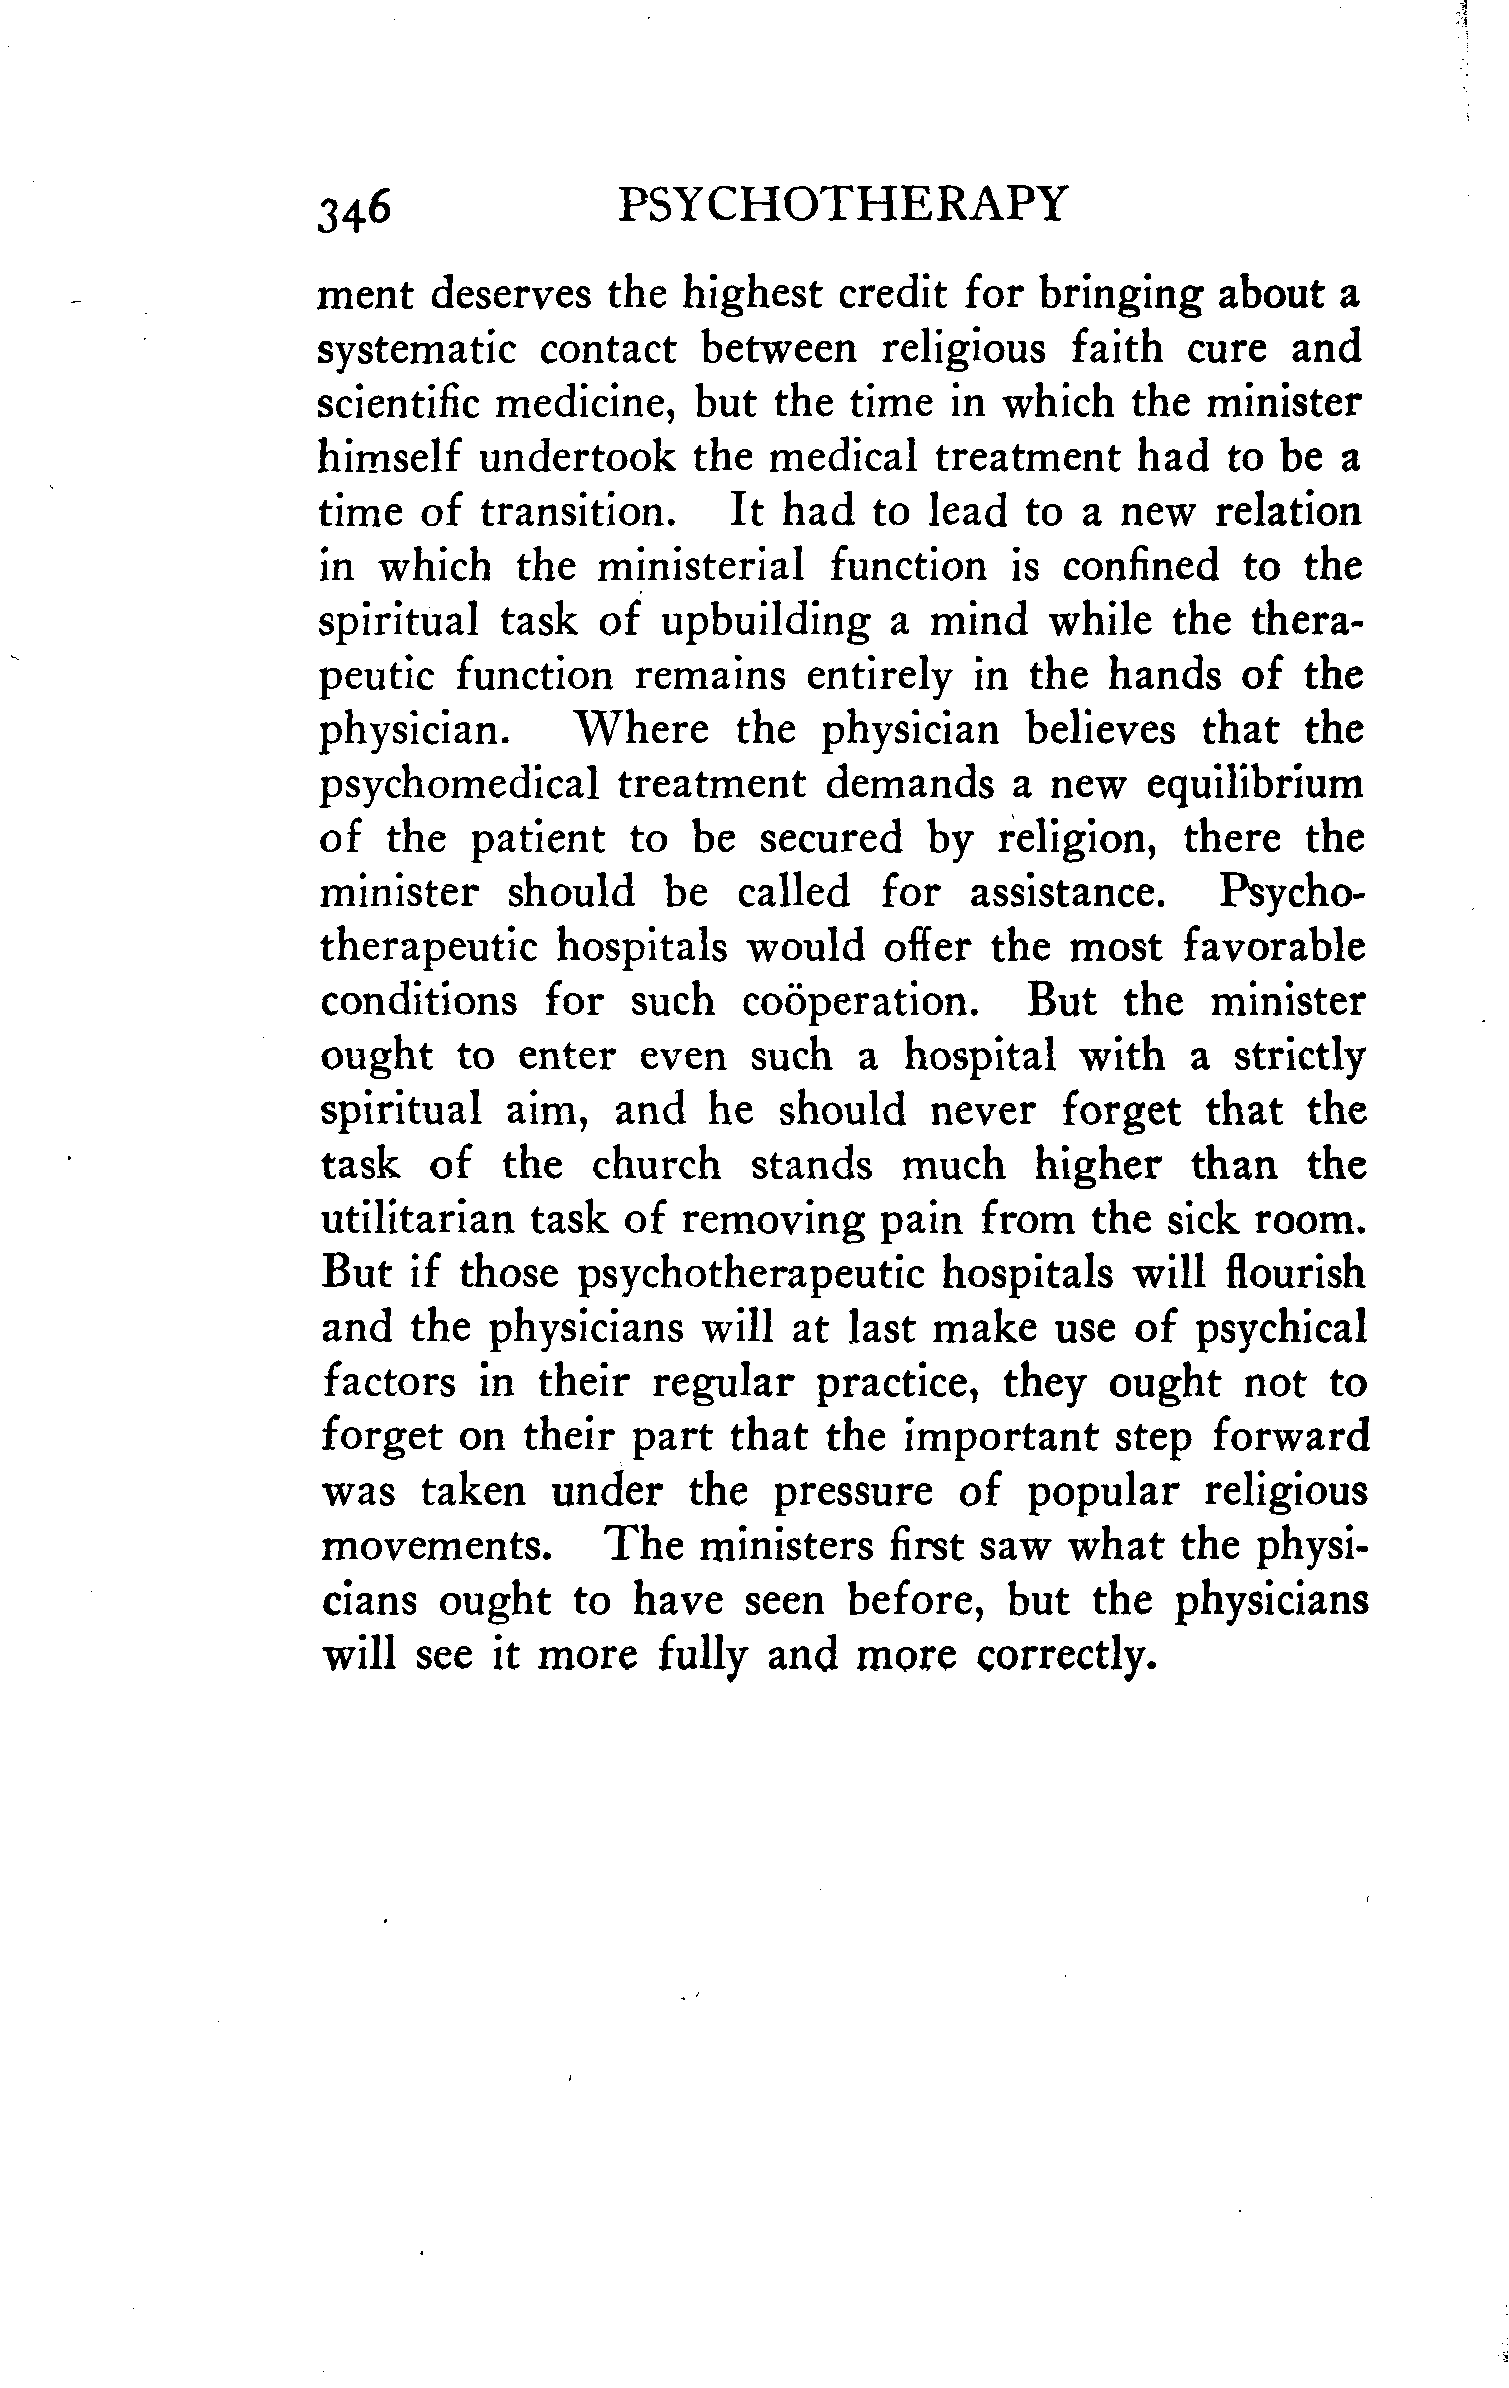 346 PSYCHOTHERAPY
ment deserves the highest credit for bringing about a
systematic contact between religious faith cure and
scientific medicine, but the time in which the minister
himself undertook the medical treatment had to be a
time of transition. It had to lead to a new relation
in which the ministerial function is confined to the
spiritual task of upbuilding a mind while the thera-
peutic function remains entirely in the hands of the
physician. Where the physician believes that the
psychomedical treatment demands a new equilibrium
of the patient to be secured by religion, there the
minister should be called for assistance. Psycho-
therapeutic hospitals would offer the most favorable
conditions for such coöperation. But the minister
ought to enter even such a hospital with a strictly
spiritual aim, and he should never forget that the
task of the church stands much higher than the
utilitarian task of removing pain from the sick room.
But if those psychotherapeutic hospitals will flourish
and the physicians will at last make use of psychical
factors in their regular practice, they ought not to
forget on their part that the important step forward
was taken under the pressure of popular religious
movements. The ministers first saw what the physi-
cians ought to have seen before, but the physicians
will see it more fully and more correctly.